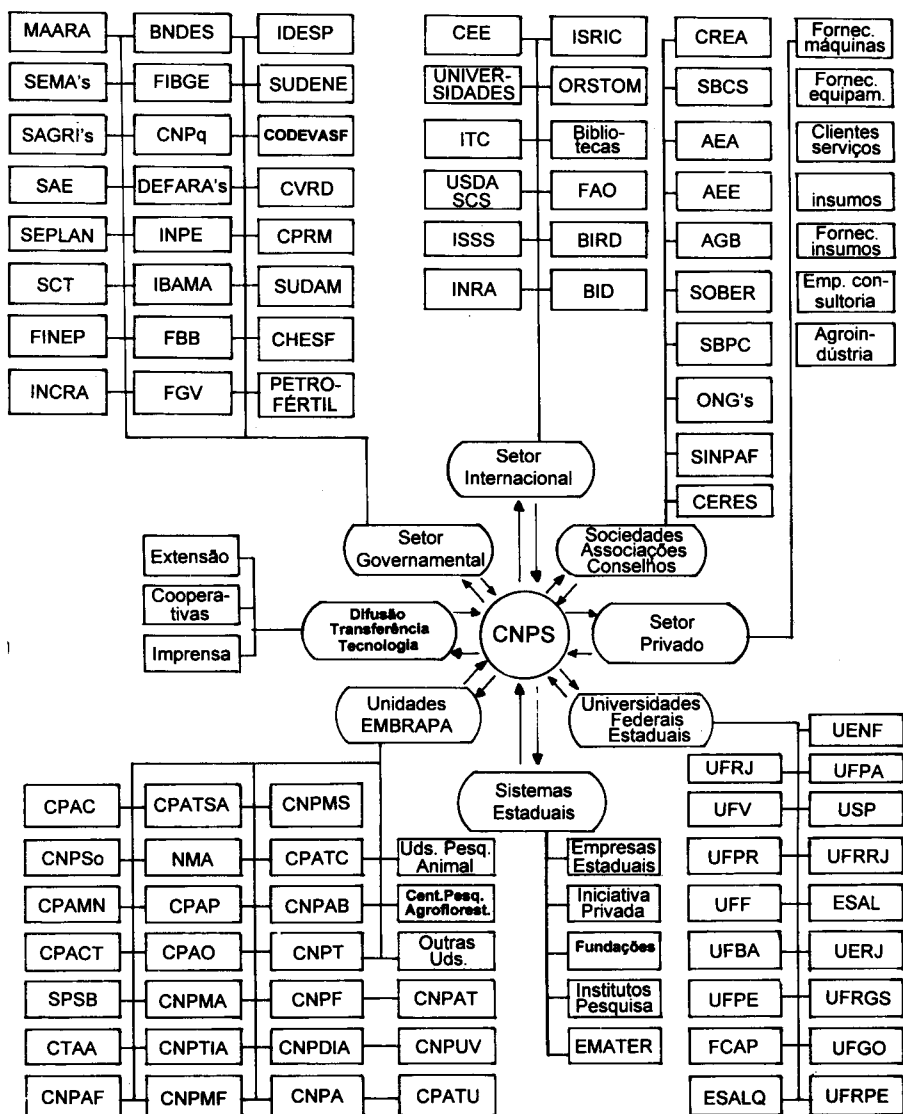 MAARA
BNDES
IDESP
SEMA's
FIBGE
SUDENE
SAGRI's
CNPq
CODEVASF
SAE
DEFARA's
CVRD
SEPLAN
INPE
CPRM
SCT
IBAMA
SUDAM
FINEP
FBB
CHESF
INCRA
FGV
PETRO-
FÉRTIL
CEE
ISRIC
UNIVER-
SIDADES
ORSTOM
ITC
Biblio-
tecas
USDA
SCS
FAO
ISSS
BIRD
INRA
BID
CREA
SBCS
AEA
AEE
AGB
SOBER
SBPC
ONG's
SINPAF
CERES
Fornec.
máquinas
Fornec.
equipam.
Clientes
serviços
insumos
Fornec.
insumos
Emp. con-
sultoria
Agroin-
dústria
Setor
Internacional
Setor
Governamental
Sociedades
Associações
Conselhos
Extensão
Coopera-
tivas
Imprensa
Difusão
Transferência
Tecnologia
CNPS
Setor
Privado
Unidades
EMBRAPA
Universidades
Federais
Estaduais
Sistemas
Estaduais
CPAC
CPATSA
CNPMS
CNPSo
NMA
CPATC
Uds. Pesq.
Animal
CPAMN
CPAP
CNPAB
Cent.Pesq.
Agroflorest.
CPACT
CPAO
CNPT
Outras
Uds.
SPSB
CNPMA
CNPF
CNPAT
CTAA
CNPTIA
CNPDIA
CNPUV
CNPAF
CNPMF
CNPA
CPATU
Empresas
Estaduais
Iniciativa
Privada
Fundações
Institutos
Pesquisa
EMATER
UENF
UFRJ
UFPA
UFV
USP
UFPR
UFRRJ
UFF
ESAL
UFBA
UERJ
UFPE
UFRGS
FCAP
UFGO
ESALQ
UFRPE